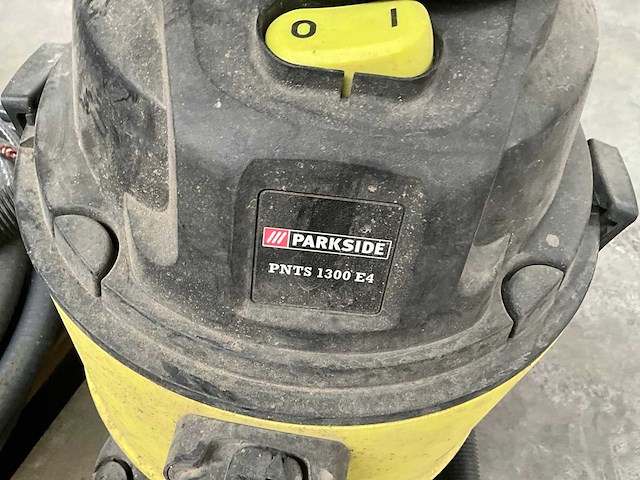 O I
PARKSIDE
PNTS 1300 E4